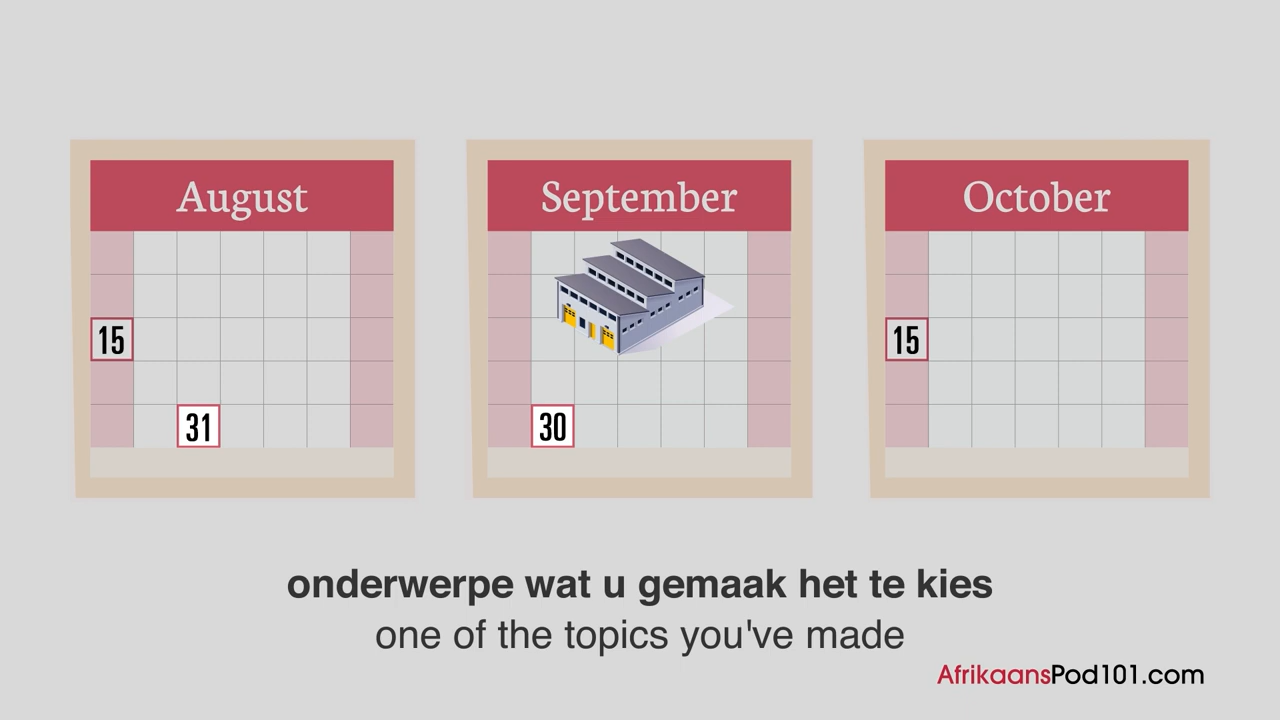 August
September
October
15
15
31
30
onderwerpe wat u gemaak het te kies
one of the topics you've made
AfrikaansPod101.com